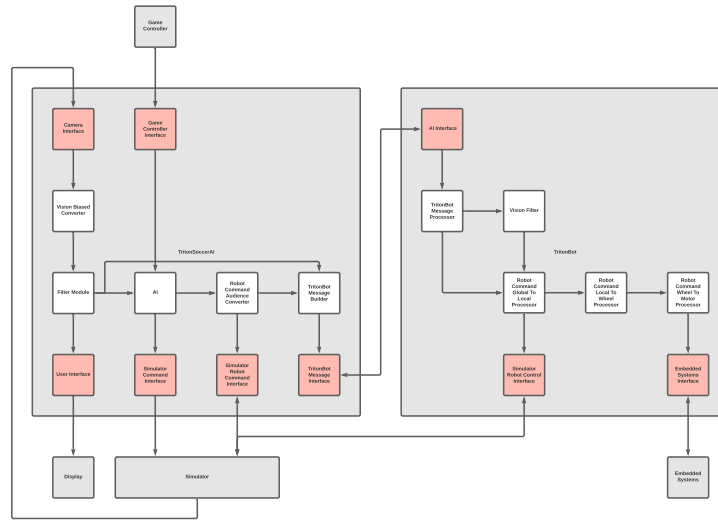 Game
Controller
Camera
Interface
Game
Controller
Interface
AI Interface
Vision Biased
Converter
TritonBot
Message
Processor
Vision Filter
TritonSoccerAI
TritonBot
Filter Module
AI
Robot
Command
Audience
Converter
TritonBot
Message
Builder
Robot
Command
Global To
Local
Processor
Robot
Command
Local To
Wheel
Processor
Robot
Command
Wheel To
Motor
Processor
User Interface
Simulator
Command
Interface
Simulator
Robot
Command
Interface
TritonBot
Message
Interface
Simulator
Robot Control
Interface
Embedded
Systems
Interface
Display
Simulator
Embedded
Systems